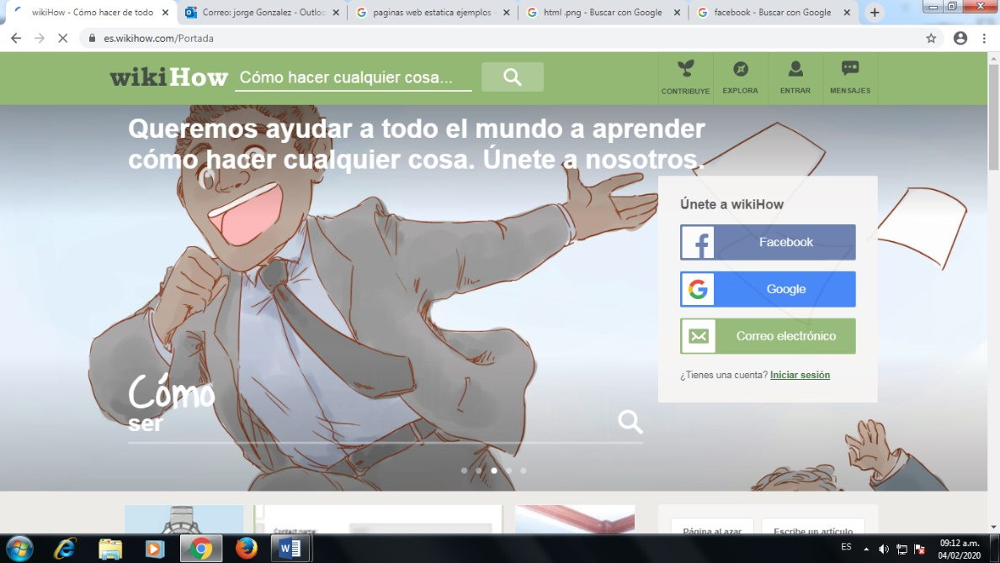 wikiHow - Cómo hacer de todo
Correo: jorge Gonzalez - Outloo
paginas web estatica ejemplos -
html .png - Buscar con Google
facebook - Buscar con Google
es.wikihow.com/Portada
wikiHow
Cómo hacer cualquier cosa...
CONTRIBUYE
EXPLORA
ENTRAR
MENSAJES
Queremos ayudar a todo el mundo a aprender
cómo hacer cualquier cosa. Únete a nosotros.
Únete a wikiHow
Facebook
Google
Correo electrónico
¿Tienes una cuenta? Iniciar sesión
Cómo
ser
Contact name
Página al azar
Escribe un artículo
ES
09:12 a.m.
04/02/2020